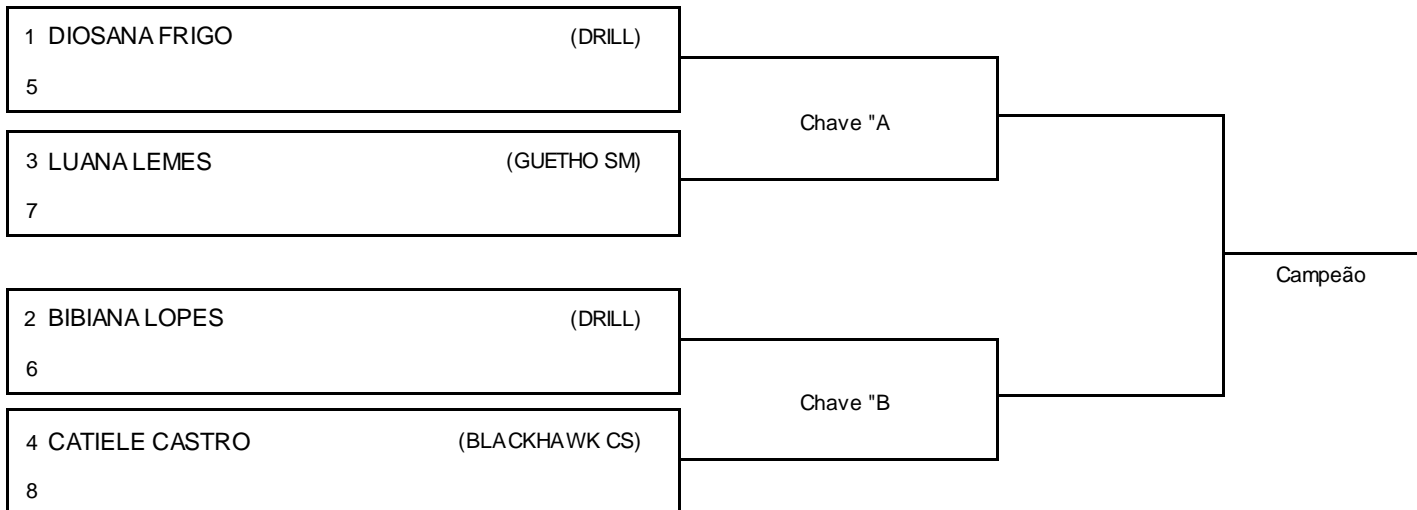 1 DIOSANA FRIGO (DRILL)
5
Chave "A
3 LUANA LEMES (GUETHO SM)
7
Campeão
2 BIBIANA LOPES (DRILL)
6
Chave "B
4 CATIELE CASTRO (BLACKHAWK CS)
8